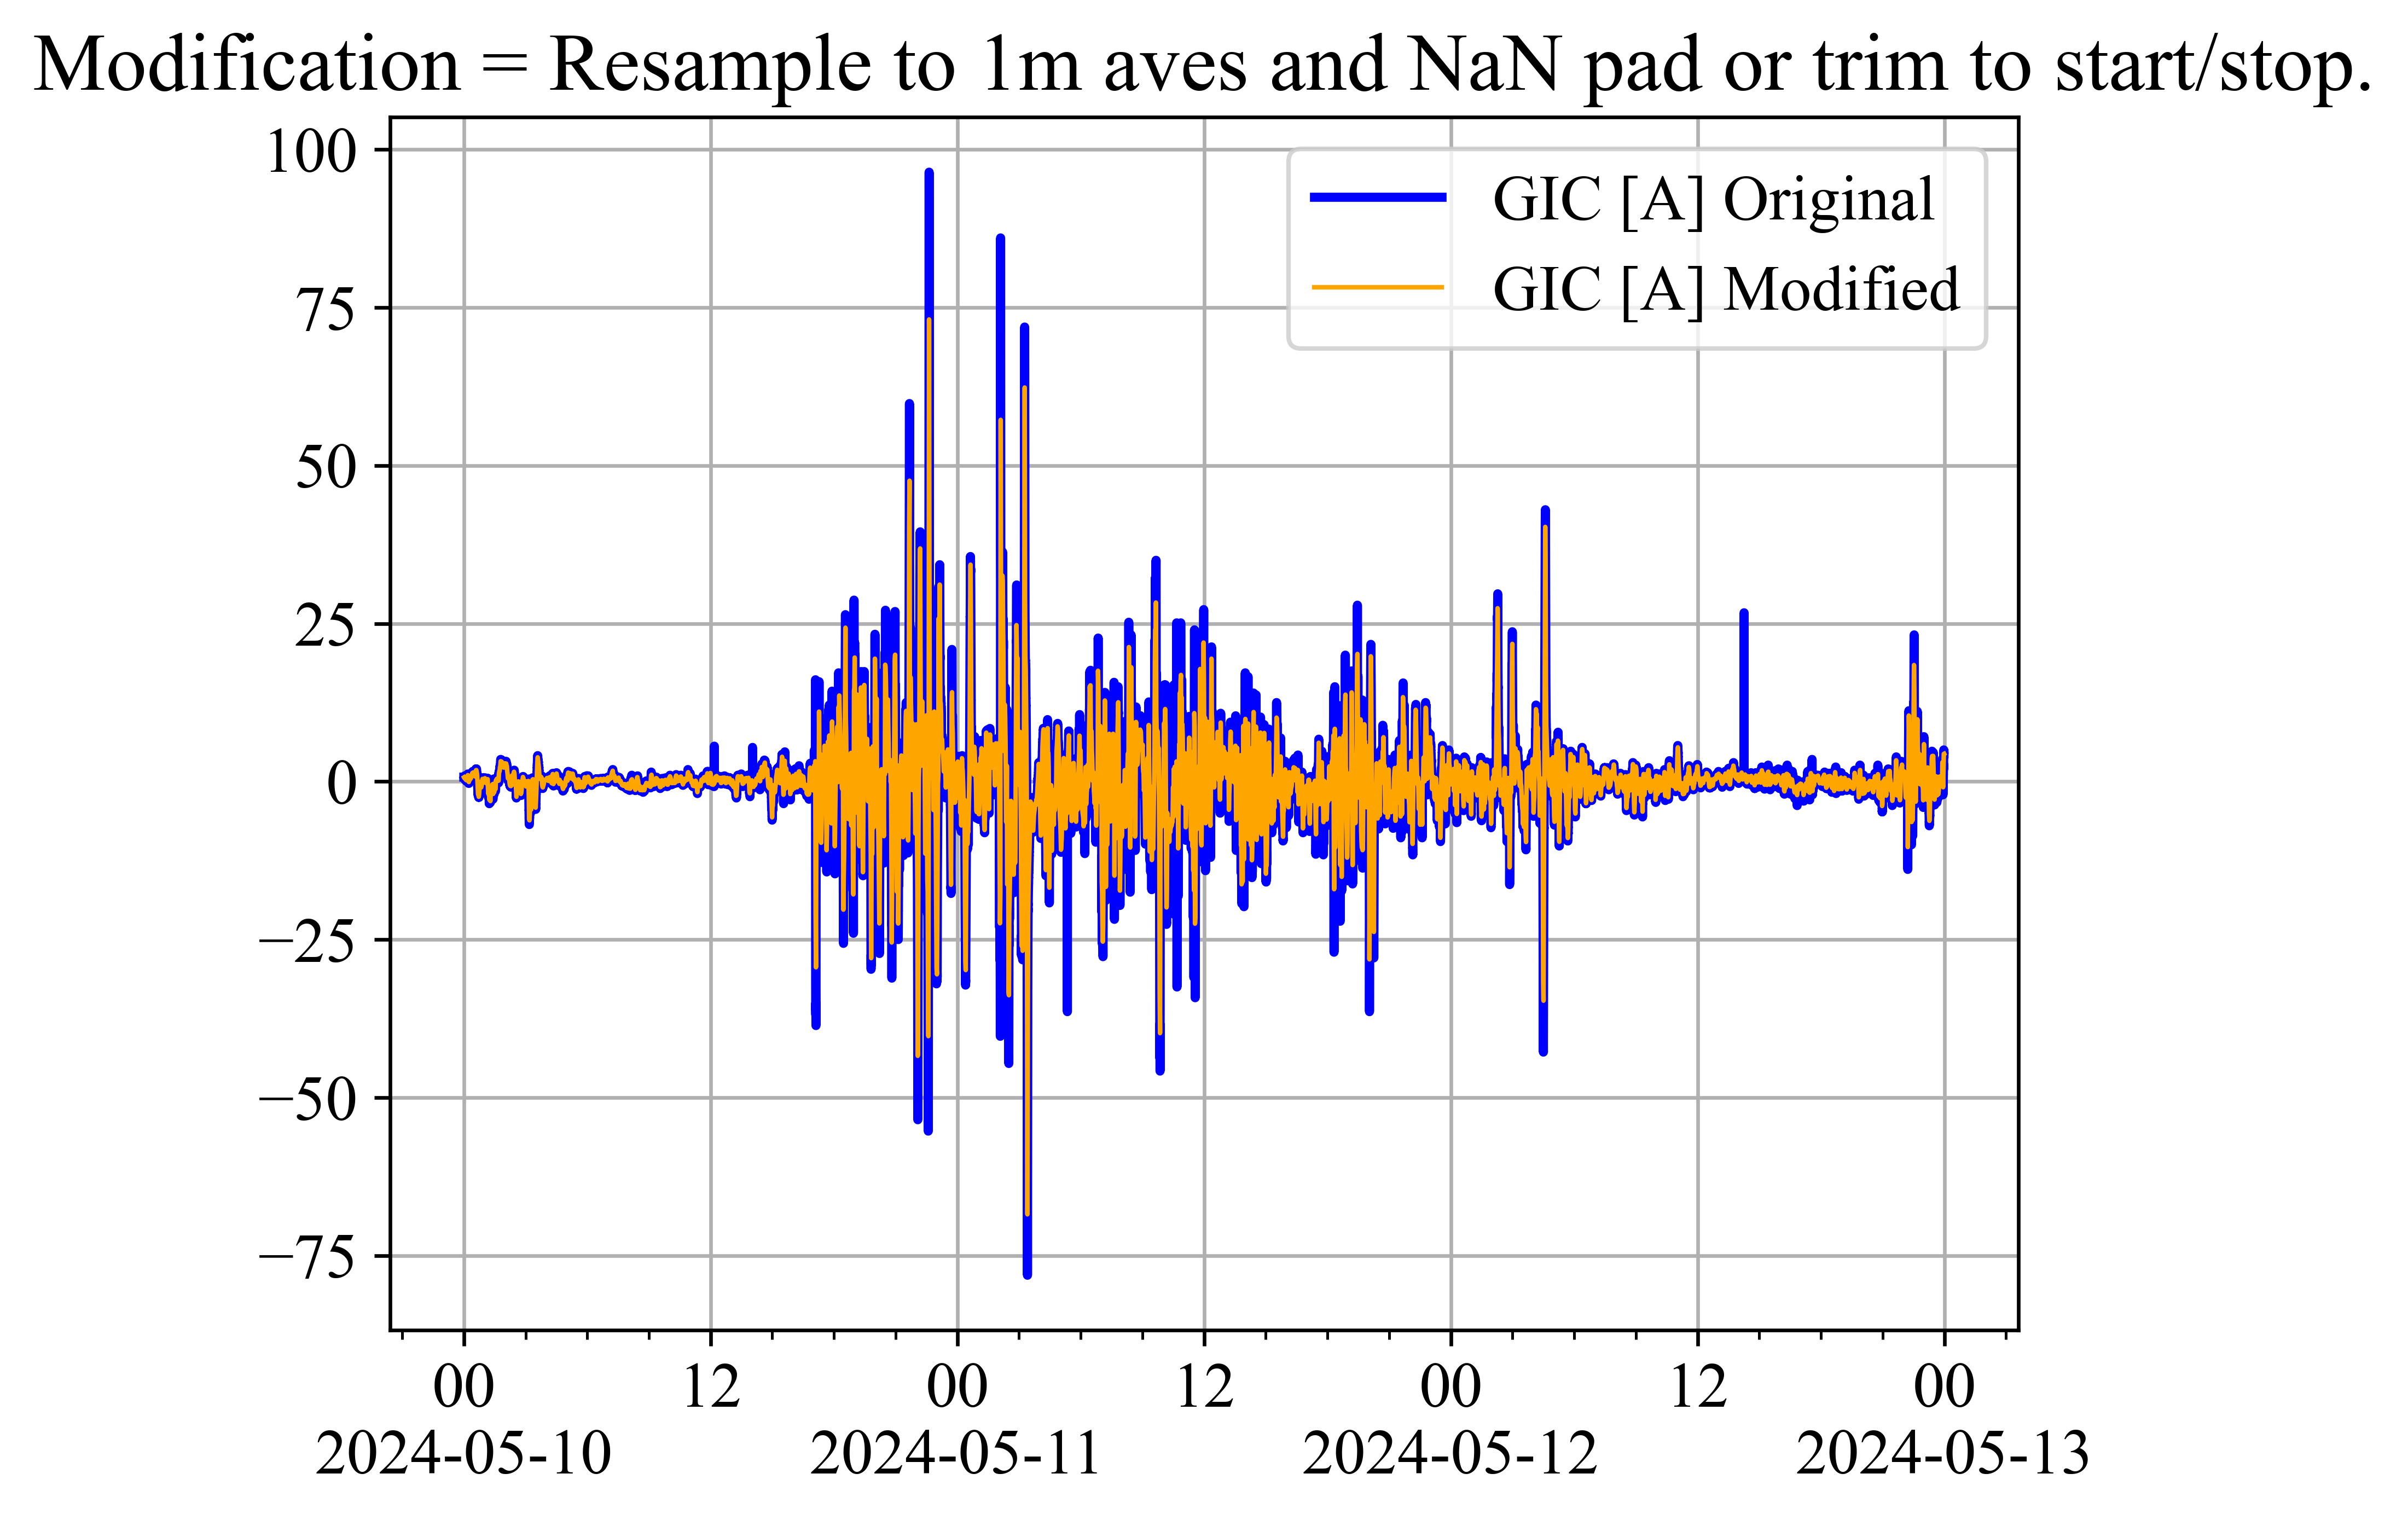 Modification = Resample to 1m aves and NaN pad or trim to start/stop.
GIC [A] Original
GIC [A] Modified
100
75
50
25
0
−25
−50
−75
00 12 00 12 00 12 00
2024-05-10 2024-05-11 2024-05-12 2024-05-13